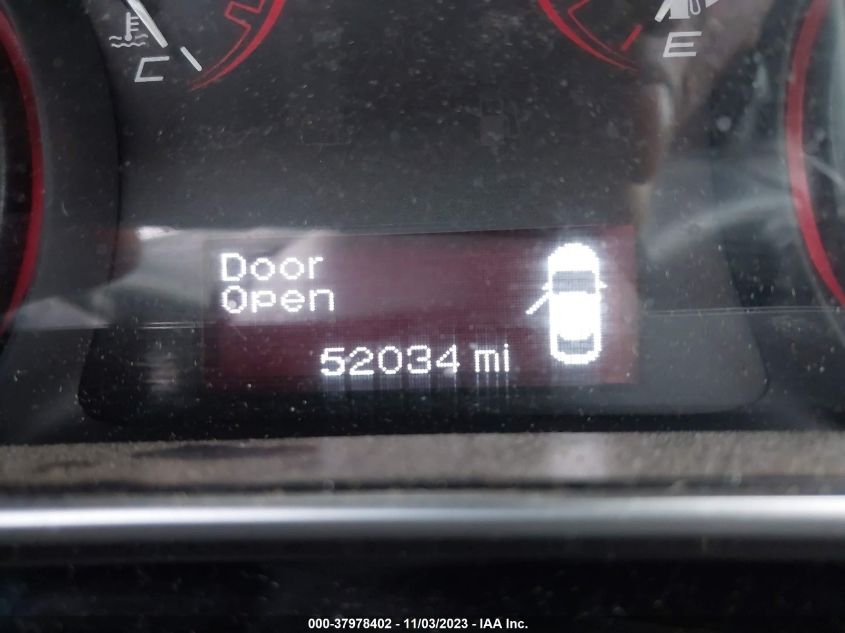 C
E
Door
Open
52034 mi
000-37978402 - 11/03/2023 - IAA Inc.